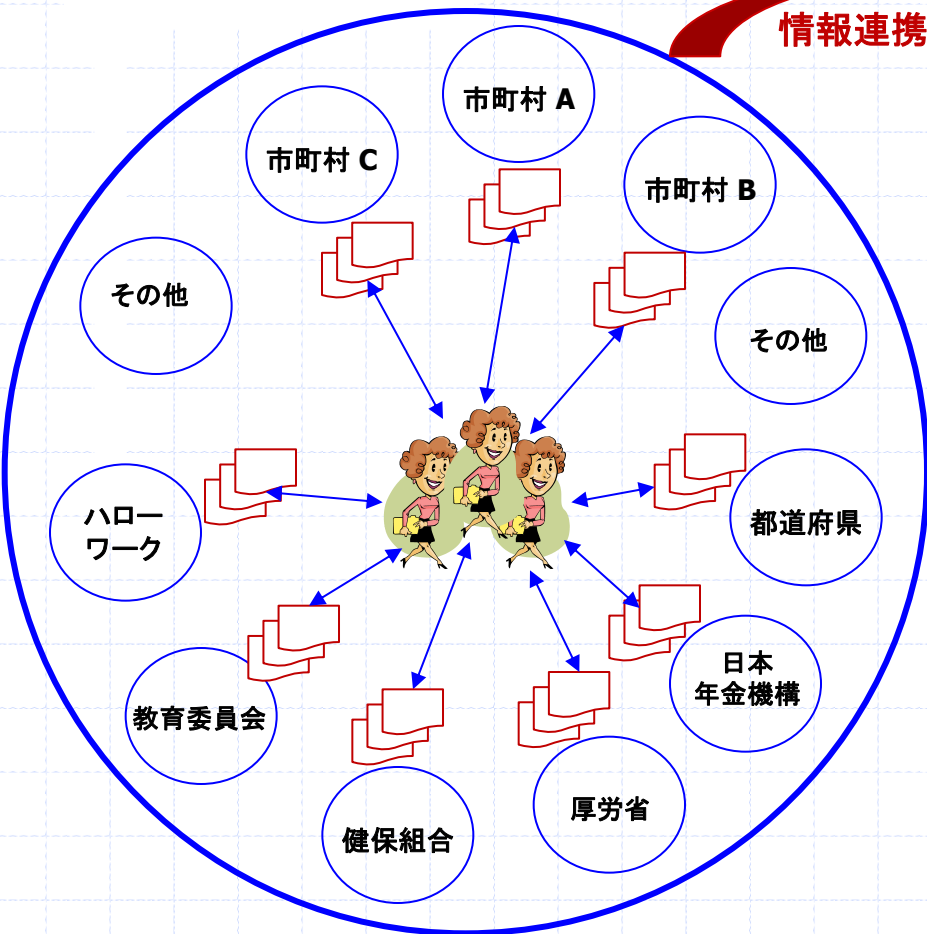 情報連携
市町村 A
市町村 C
市町村 B
その他
その他
ハロー
ワーク
都道府県
日本
年金機構
教育委員会
厚労省
健保組合